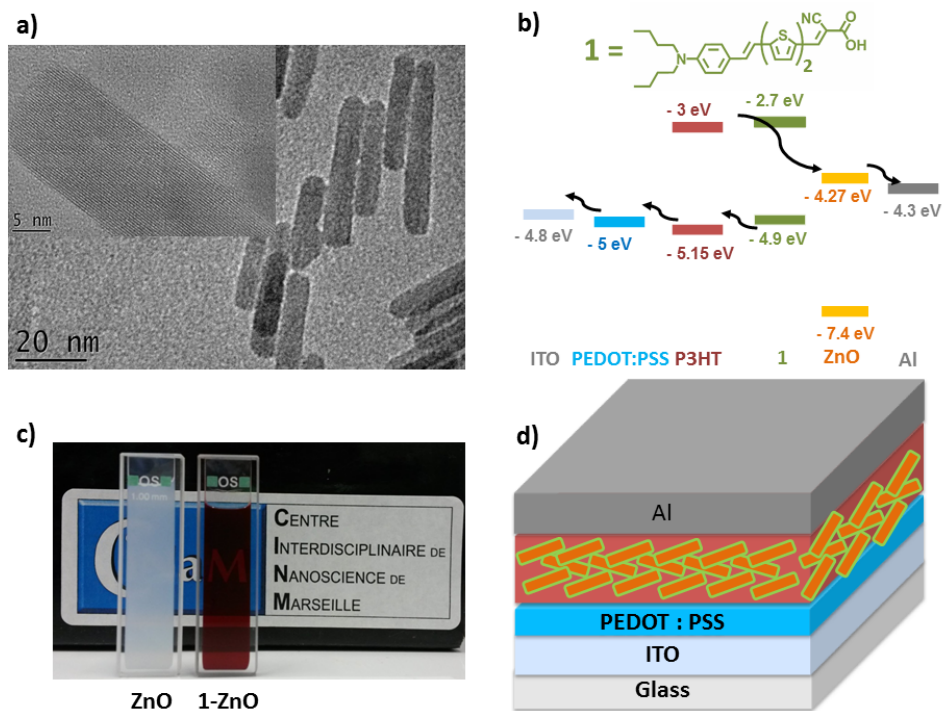 a)
5 nm
20 nm
b)
1 =
N
S
2
NC
O
OH
- 3 eV
- 2.7 eV
- 4.27 eV
- 4.3 eV
- 4.8 eV
- 5 eV
- 5.15 eV
- 4.9 eV
- 7.4 eV
ITO PEDOT:PSS P3HT 1 ZnO Al
c)
OS
1.00 mm
OS
C aM
CENTRE
INTERDISCIPLINAIRE DE
NANOSCIENCE DE
MARSEILLE
ZnO 1-ZnO
d)
Al
PEDOT : PSS
ITO
Glass